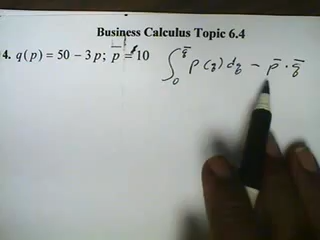 Business Calculus Topic 6.4
4. q(p) = 50 − 3p; p̄ = 10 ∫₀^q̄ p(q) dq − p̄ · q̄